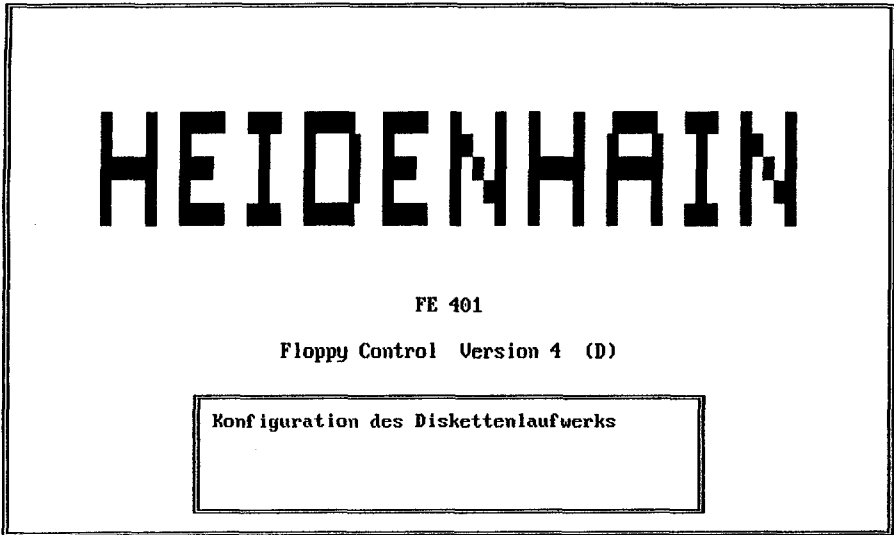 HEIDENHAIN
FE 401
Floppy Control Version 4 (D)
Konfiguration des Diskettenlaufwerks